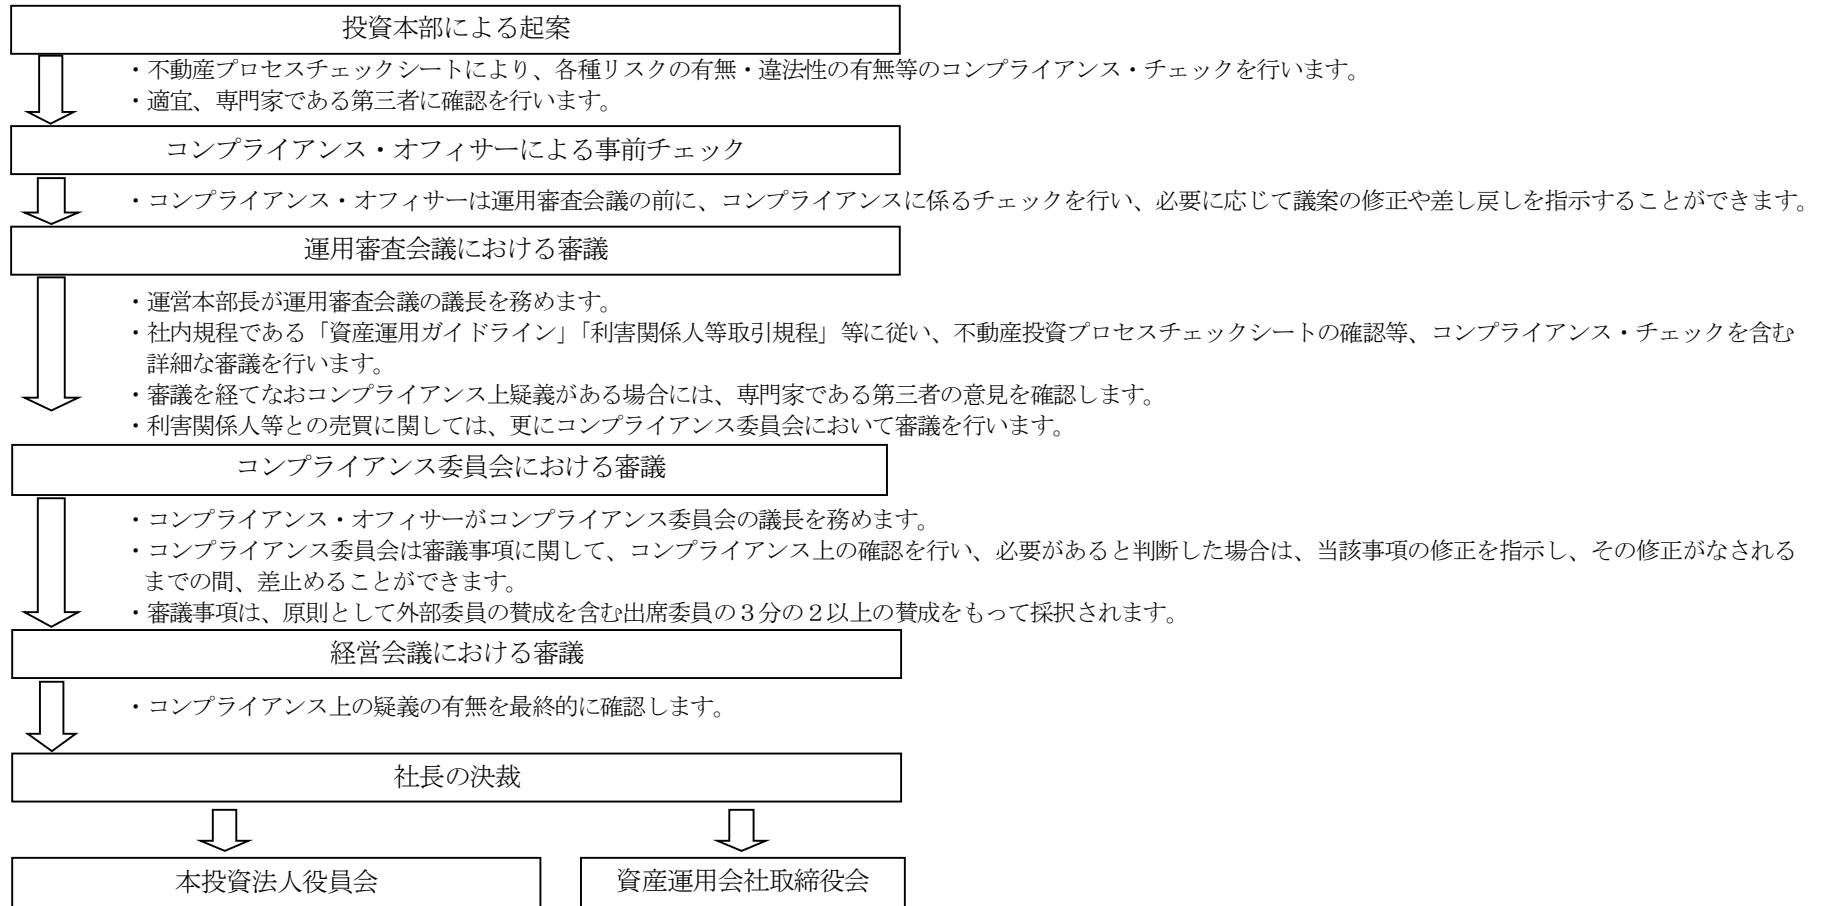 投資本部による起案
・不動産プロセスチェックシートにより、各種リスクの有無・違法性の有無等のコンプライアンス・チェックを行います。
・適宜、専門家である第三者に確認を行います。
コンプライアンス・オフィサーによる事前チェック
・コンプライアンス・オフィサーは運用審査会議の前に、コンプライアンスに係るチェックを行い、必要に応じて議案の修正や差し戻しを指示することができます。
運用審査会議における審議
・運営本部長が運用審査会議の議長を務めます。
・社内規程である「資産運用ガイドライン」「利害関係人等取引規程」等に従い、不動産投資プロセスチェックシートの確認等、コンプライアンス・チェックを含む
詳細な審議を行います。
・審議を経てなおコンプライアンス上疑義がある場合には、専門家である第三者の意見を確認します。
・利害関係人等との売買に関しては、更にコンプライアンス委員会において審議を行います。
コンプライアンス委員会における審議
・コンプライアンス・オフィサーがコンプライアンス委員会の議長を務めます。
・コンプライアンス委員会は審議事項に関して、コンプライアンス上の確認を行い、必要があると判断した場合は、当該事項の修正を指示し、その修正がなされる
までの間、差止めることができます。
・審議事項は、原則として外部委員の賛成を含む出席委員の３分の２以上の賛成をもって採択されます。
経営会議における審議
・コンプライアンス上の疑義の有無を最終的に確認します。
社長の決裁
本投資法人役員会
資産運用会社取締役会